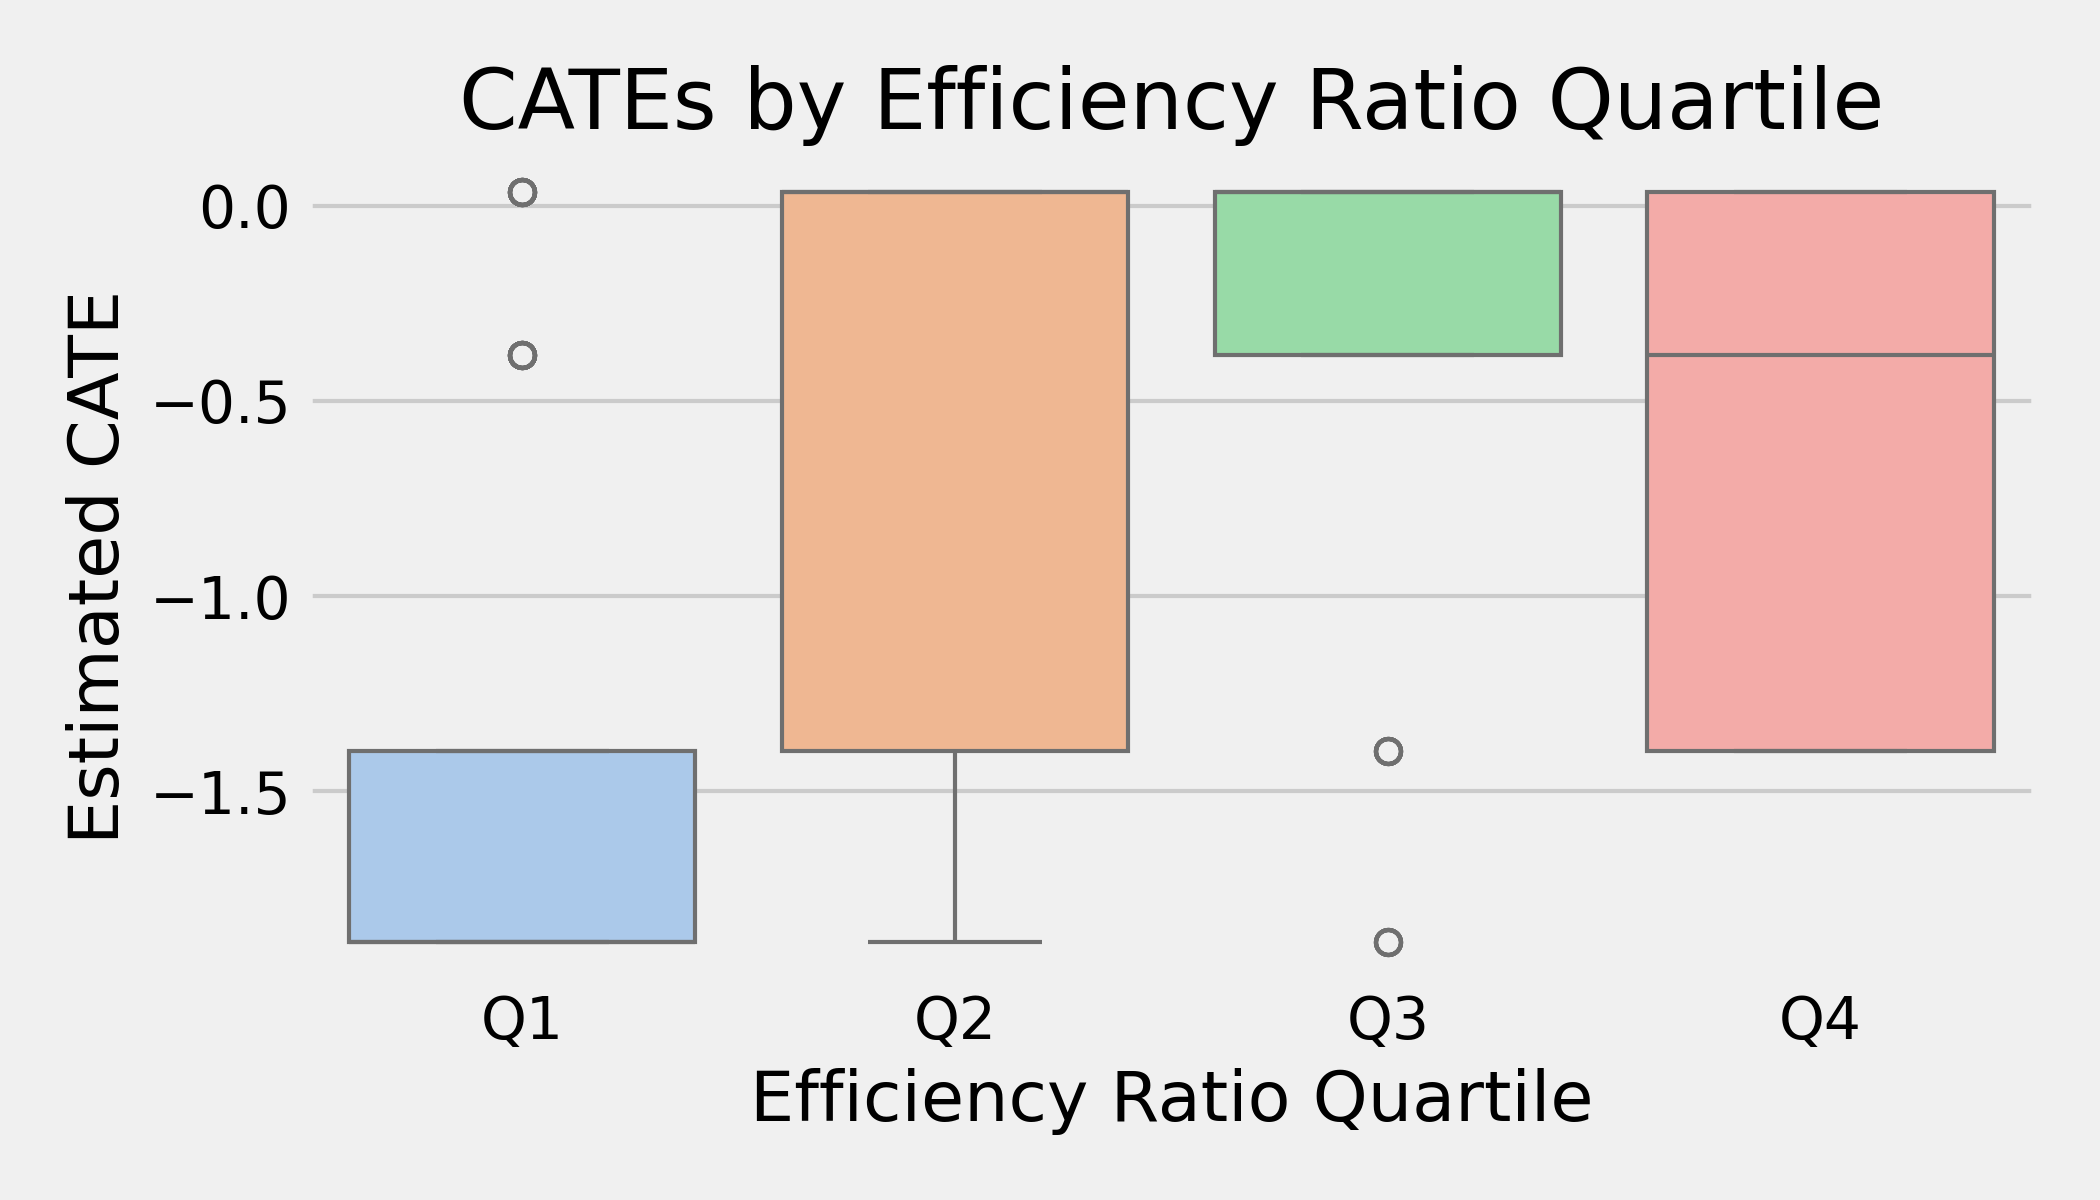 CATEs by Efficiency Ratio Quartile
Estimated CATE
0.0
−0.5
−1.0
−1.5
Q1
Q2
Q3
Q4
Efficiency Ratio Quartile